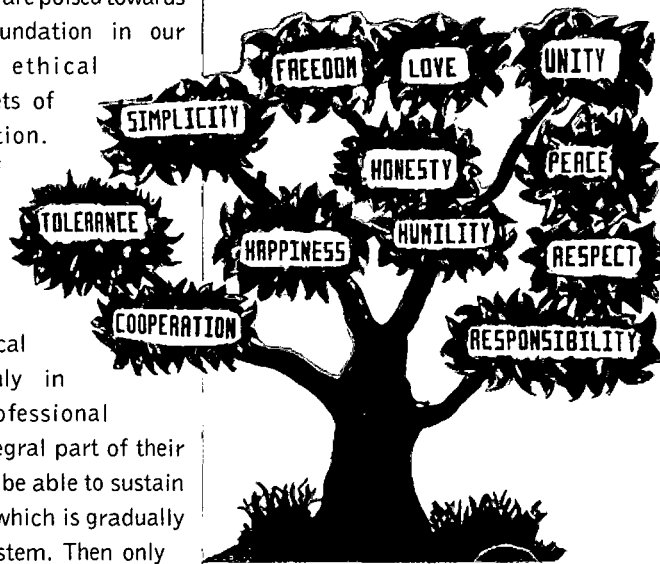 are poised towards
undation in our
ethical
ets of
tion.
cal
ly in
ofessional
egral part of their
be able to sustain
which is gradually
stem. Then only
FREEDOM
LOVE
UNITY
SIMPLICITY
HONESTY
PEACE
TOLERANCE
HAPPINESS
HUMILITY
RESPECT
COOPERATION
RESPONSIBILITY